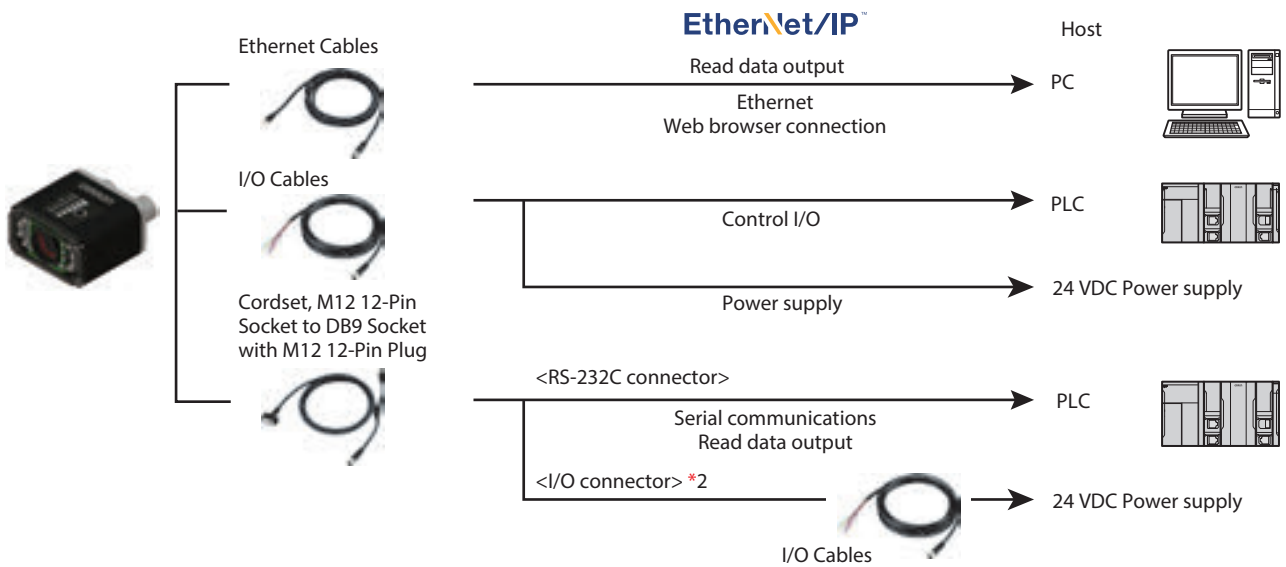 EtherNet/IP™
Host
Ethernet Cables
Read data output
PC
Ethernet
Web browser connection
I/O Cables
PLC
Control I/O
24 VDC Power supply
Power supply
Cordset, M12 12-Pin
Socket to DB9 Socket
with M12 12-Pin Plug
<RS-232C connector>
PLC
Serial communications
Read data output
<I/O connector> *2
24 VDC Power supply
I/O Cables